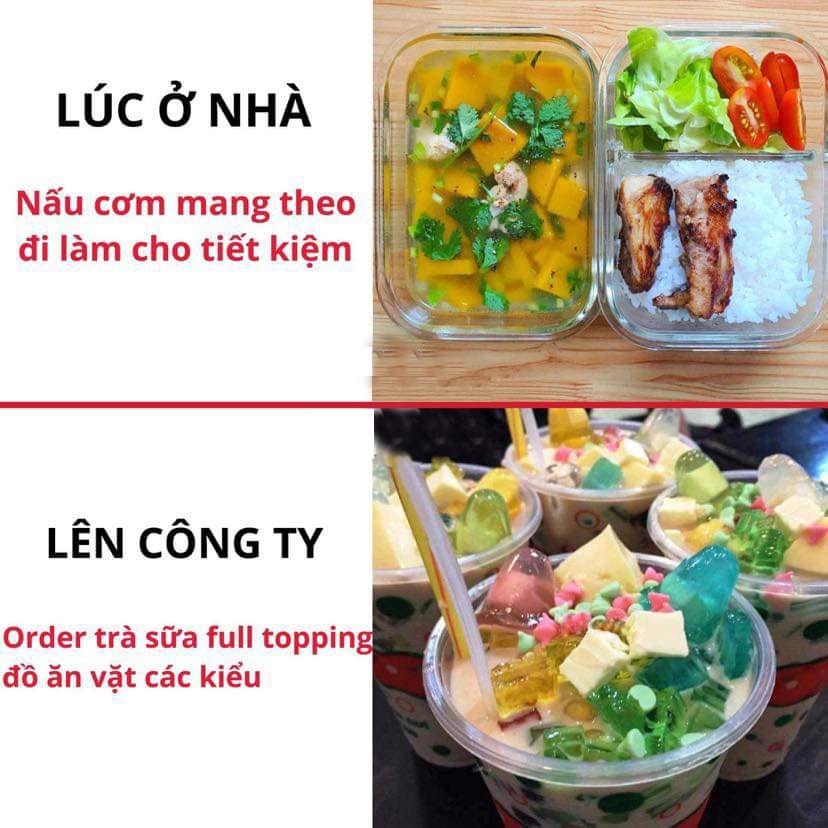 LÚC Ở NHÀ
Nấu cơm mang theo
đi làm cho tiết kiệm
LÊN CÔNG TY
Order trà sữa full topping
đồ ăn vặt các kiểu